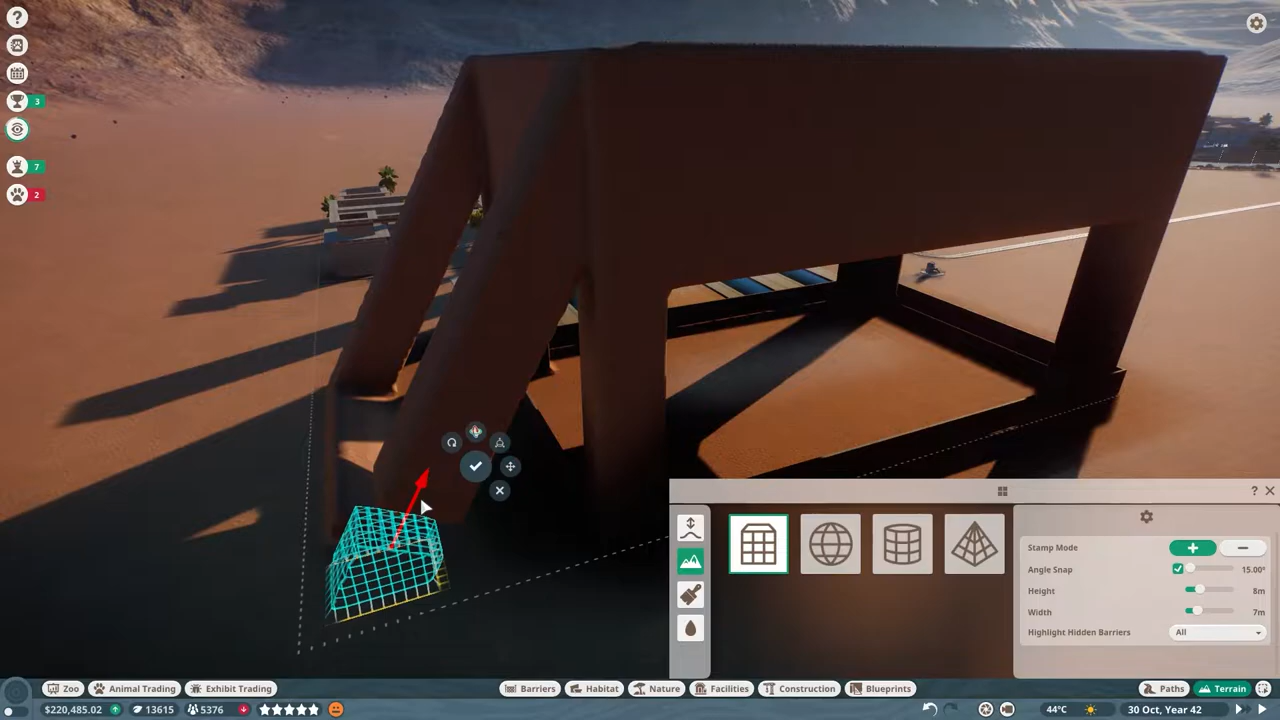 ?
3
7
2
? ×
Stamp Mode + −
Angle Snap 15.00°
Height 8m
Width 7m
Highlight Hidden Barriers All
Zoo Animal Trading Exhibit Trading Barriers Habitat Nature Facilities Construction Blueprints Paths Terrain
$220,485.02 13615 5376 44°C 30 Oct, Year 42